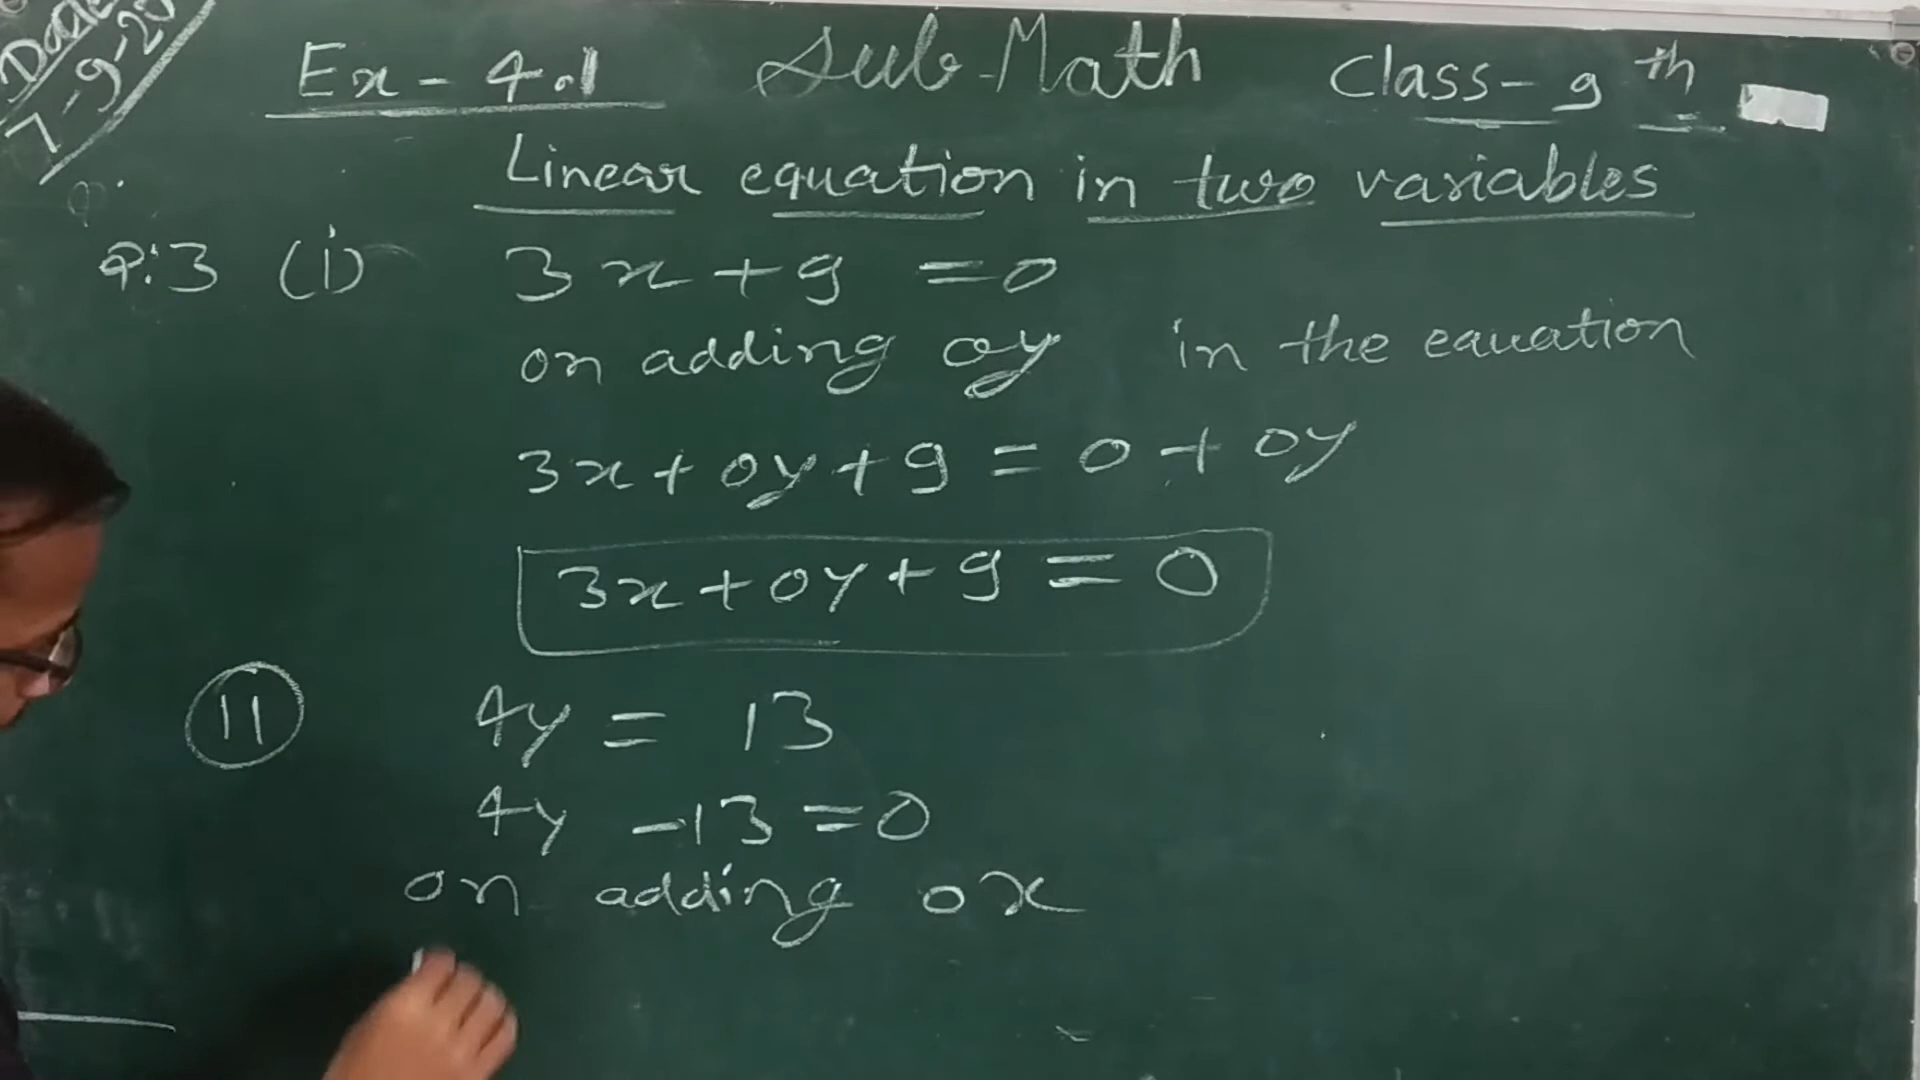 Date
7-9-20
Ex-4.1 Sub-Math Class-9th
Linear equation in two variables
Q:3 (i) 3x+9=0
on adding 0y in the eauation
3x+0y+9=0+0y
3x+0y+9=0
11 4y=13
4y-13=0
on adding 0x